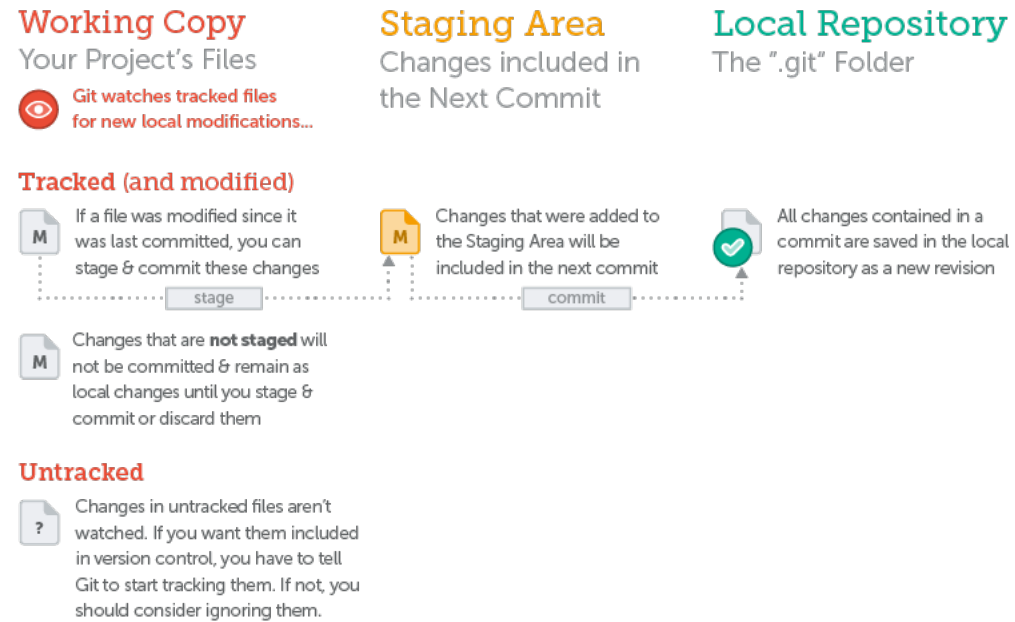 Working Copy
Your Project's Files
Git watches tracked files
for new local modifications...
Staging Area
Changes included in
the Next Commit
Local Repository
The ”.git“ Folder
Tracked (and modified)
M
If a file was modified since it
was last committed, you can
stage & commit these changes
stage
M
Changes that were added to
the Staging Area will be
included in the next commit
commit
All changes contained in a
commit are saved in the local
repository as a new revision
M
Changes that are not staged will
not be committed & remain as
local changes until you stage &
commit or discard them
Untracked
?
Changes in untracked files aren't
watched. If you want them included
in version control, you have to tell
Git to start tracking them. If not, you
should consider ignoring them.